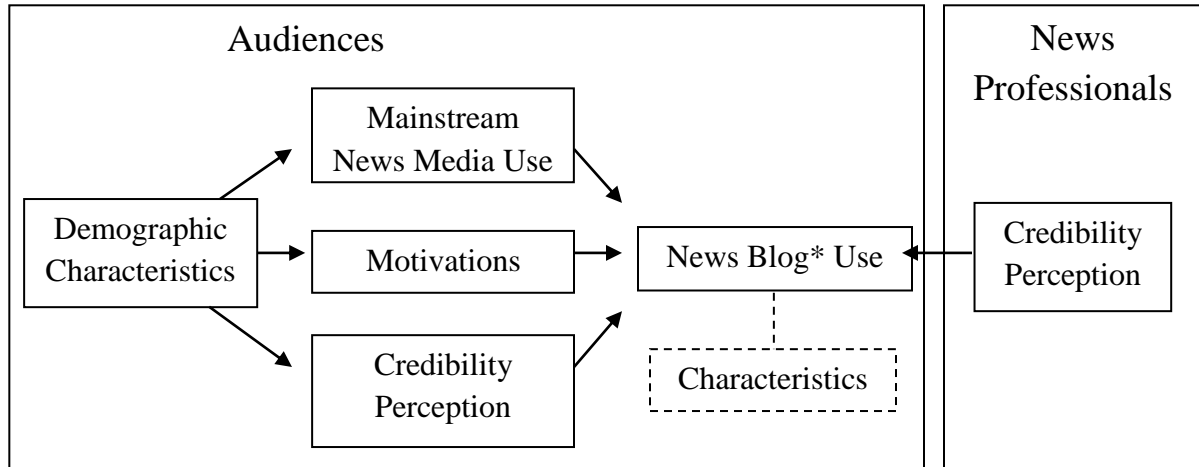 Audiences
Mainstream
News Media Use
Demographic
Characteristics
Motivations
Credibility
Perception
News Blog* Use
Characteristics
News
Professionals
Credibility
Perception